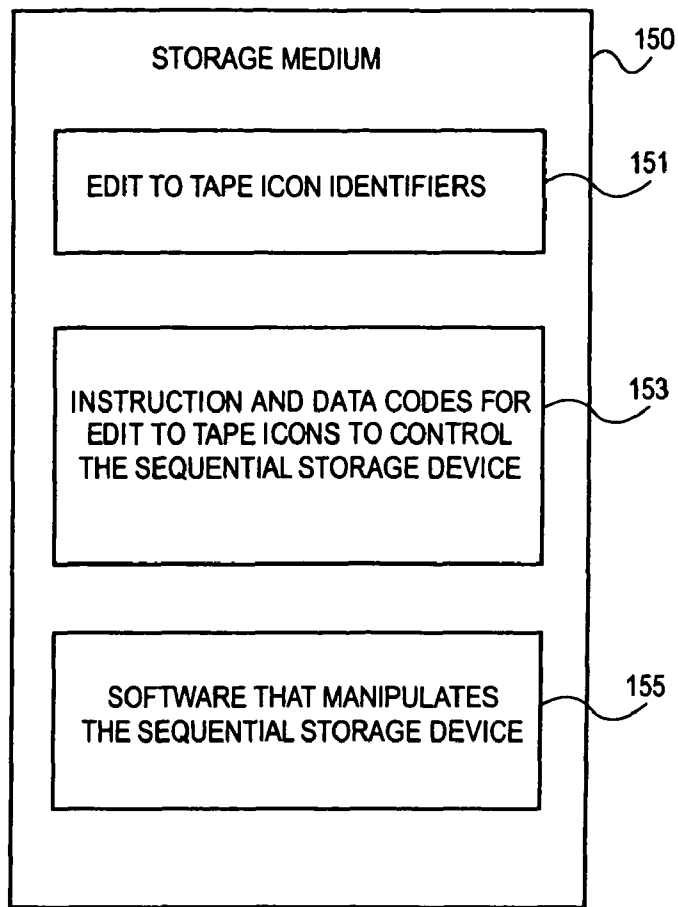 STORAGE MEDIUM
150
EDIT TO TAPE ICON IDENTIFIERS
151
INSTRUCTION AND DATA CODES FOR
EDIT TO TAPE ICONS TO CONTROL
THE SEQUENTIAL STORAGE DEVICE
153
SOFTWARE THAT MANIPULATES
THE SEQUENTIAL STORAGE DEVICE
155